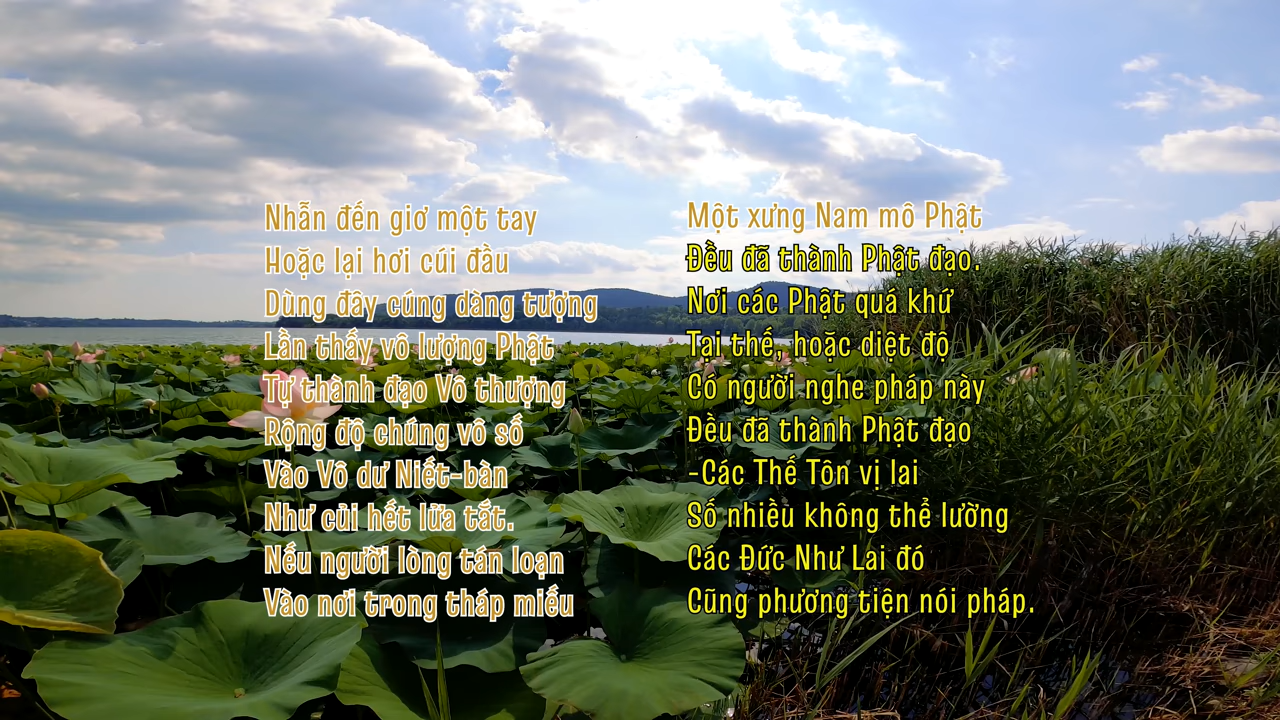 Nhẫn đến giơ một tay
Hoặc lại hơi cúi đầu
Dùng đây cúng dàng tượng
Lần thấy vô lượng Phật
Tự thành đạo Vô thượng
Rộng độ chúng vô số
Vào Vô dư Niết-bàn
Như củi hết lửa tắt.
Nếu người lòng tán loạn
Vào nơi trong tháp miếu
Một xưng Nam mô Phật
Đều đã thành Phật đạo.
Nơi các Phật quá khứ
Tại thế, hoặc diệt độ
Có người nghe pháp này
Đều đã thành Phật đạo
-Các Thế Tôn vị lai
Số nhiều không thể lường
Các Đức Như Lai đó
Cũng phương tiện nói pháp.